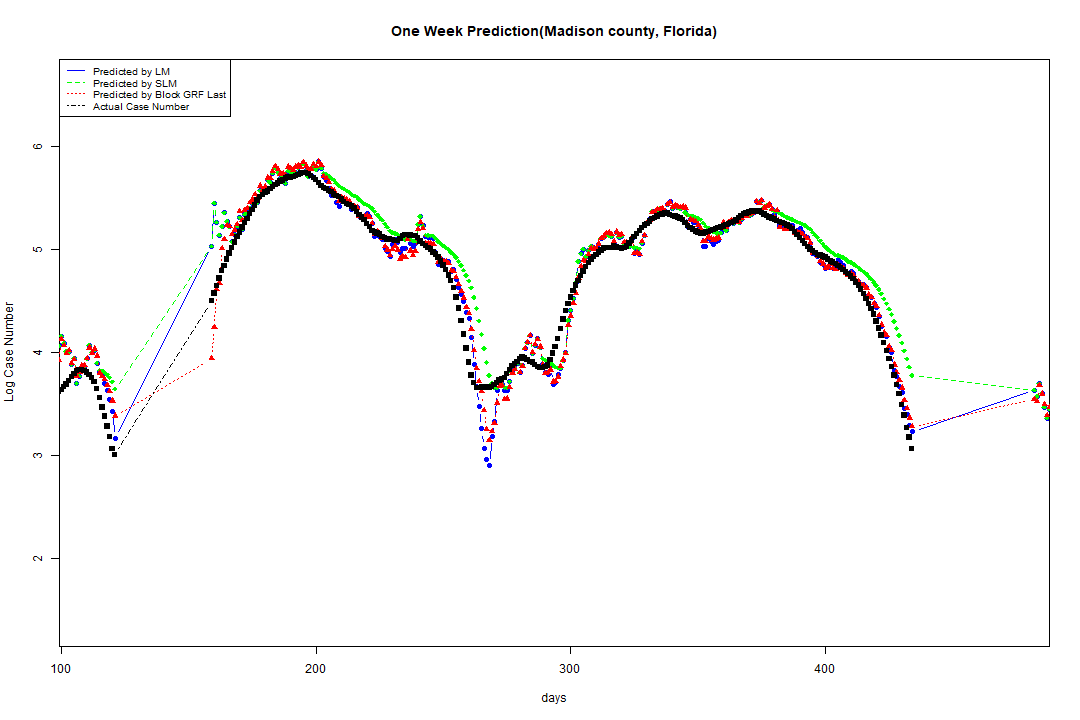 One Week Prediction(Madison county, Florida)
Predicted by LM
Predicted by SLM
Predicted by Block GRF Last
Actual Case Number
6
5
4
3
2
Log Case Number
100 200 300 400
days